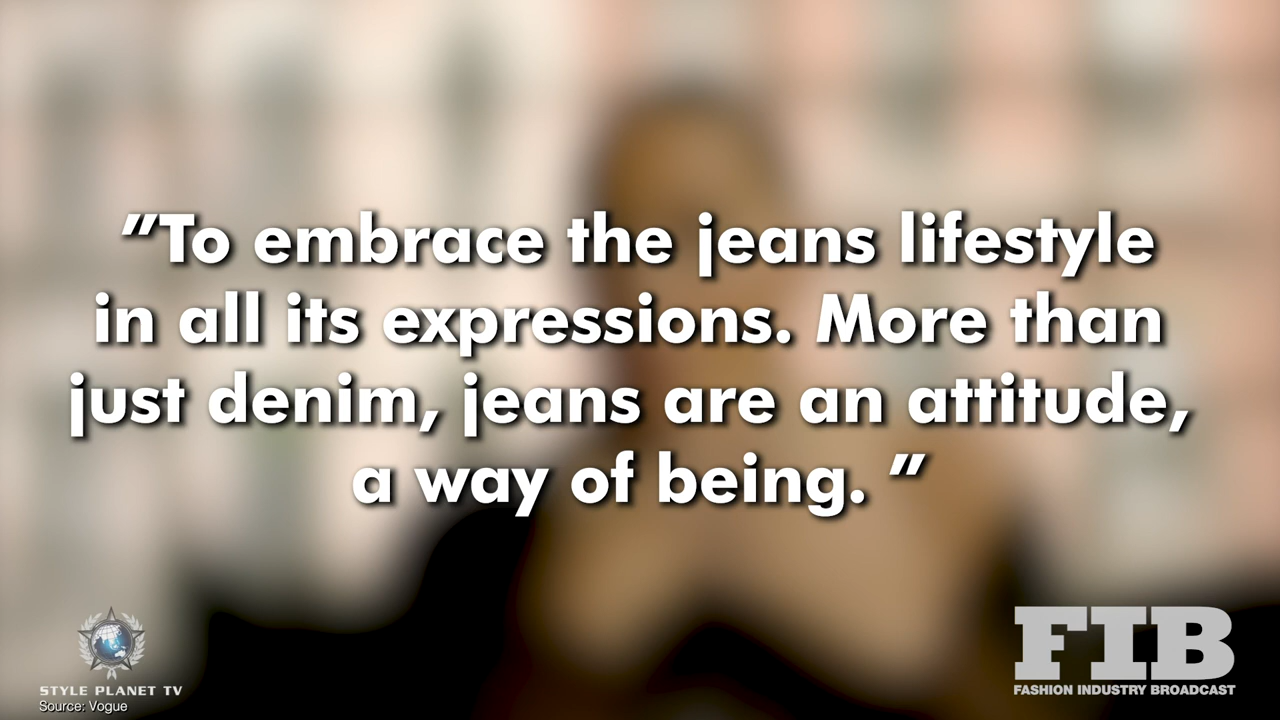 "To embrace the jeans lifestyle
in all its expressions. More than
just denim, jeans are an attitude,
a way of being. "
STYLE PLANET TV
Source: Vogue
FIB
FASHION INDUSTRY BROADCAST